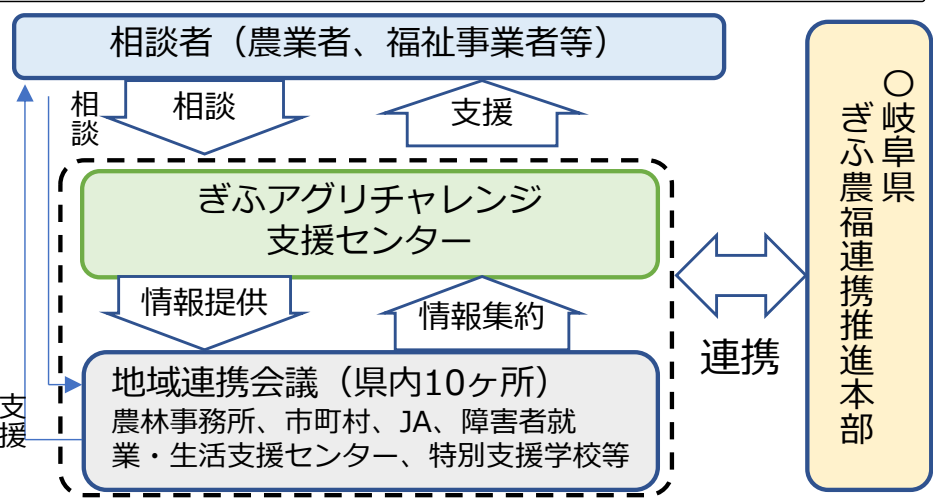 相談者（農業者、福祉事業者等）
相談
相談
支援
ぎふアグリチャレンジ
支援センター
情報提供
情報集約
地域連携会議（県内10ヶ所）
農林事務所、市町村、JA、障害者就
業・生活支援センター、特別支援学校等
支援
連携
〇岐阜県
ぎふ農福連携推進本部